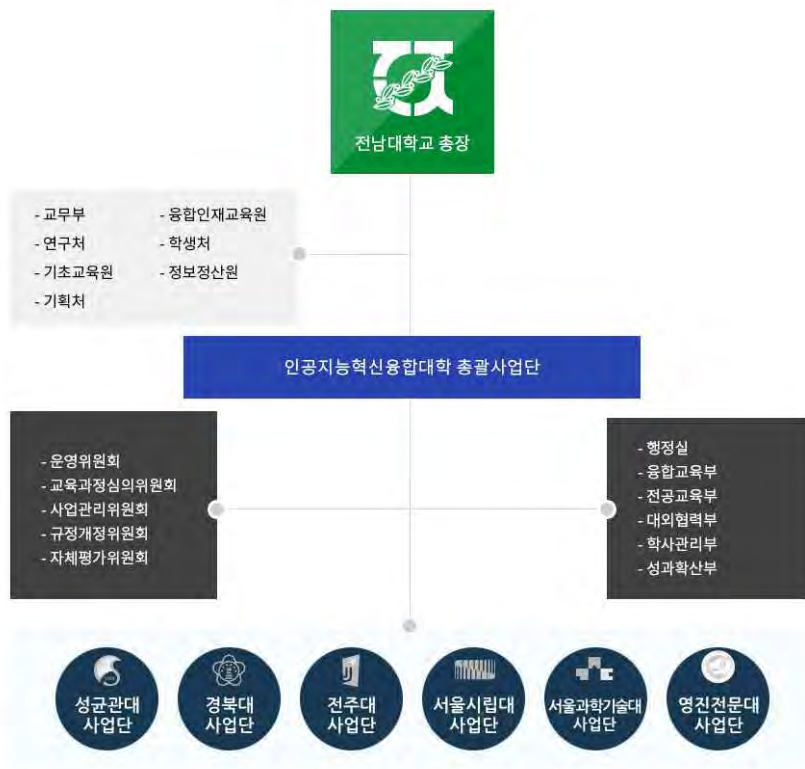 전남대학교 총장
- 교무부
- 연구처
- 기초교육원
- 기획처
- 융합인재교육원
- 학생처
- 정보정산원
인공지능혁신융합대학 총괄사업단
- 운영위원회
- 교육과정심의위원회
- 사업관리위원회
- 규정개정위원회
- 자체평가위원회
- 행정실
- 융합교육부
- 전공교육부
- 대외협력부
- 학사관리부
- 성과확산부
성균관대
사업단
경북대
사업단
전주대
사업단
서울시립대
사업단
서울과학기술대
사업단
영진전문대
사업단